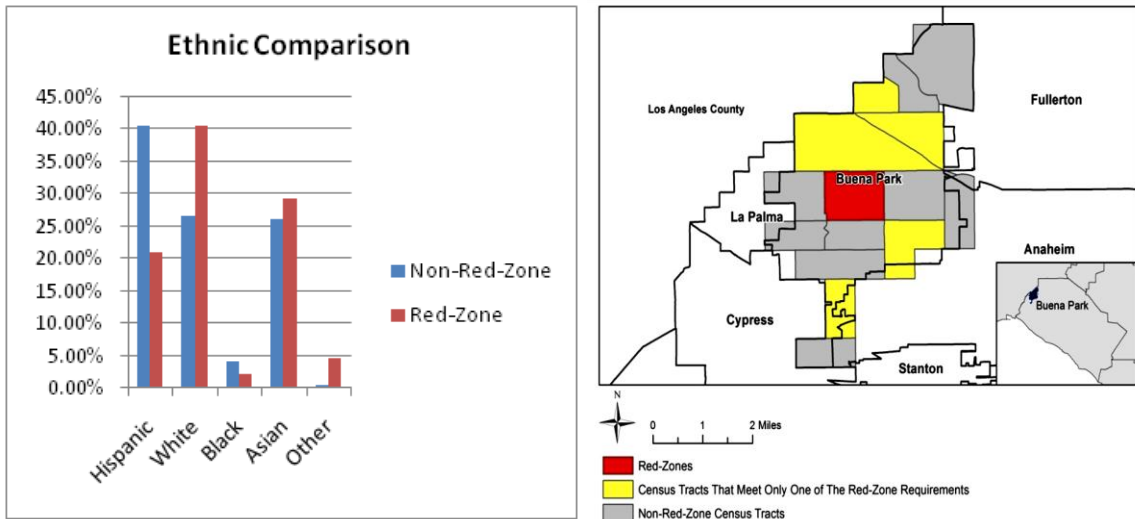 Ethnic Comparison
45.00%
40.00%
35.00%
30.00%
25.00%
20.00%
15.00%
10.00%
5.00%
0.00%
Hispanic
White
Black
Asian
Other
Non-Red-Zone
Red-Zone
Los Angeles County
Fullerton
Buena Park
La Palma
Anaheim
Cypress
Stanton
Buena Park
N
0 1 2 Miles
Red-Zones
Census Tracts That Meet Only One of The Red-Zone Requirements
Non-Red-Zone Census Tracts